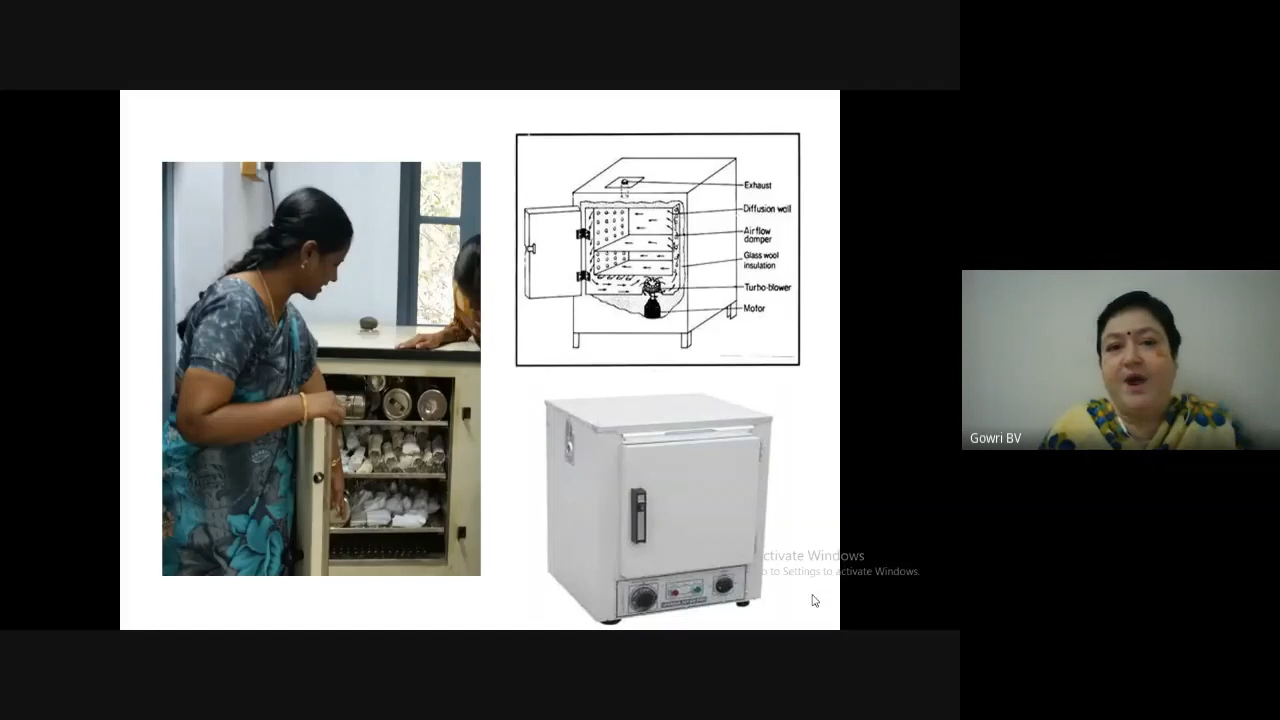 Exhaust
Diffusion wall
Airflow
damper
Glass wool
insulation
Turbo-blower
Motor
Gowri BV
ctivate Windows
to Settings to activate Windows.